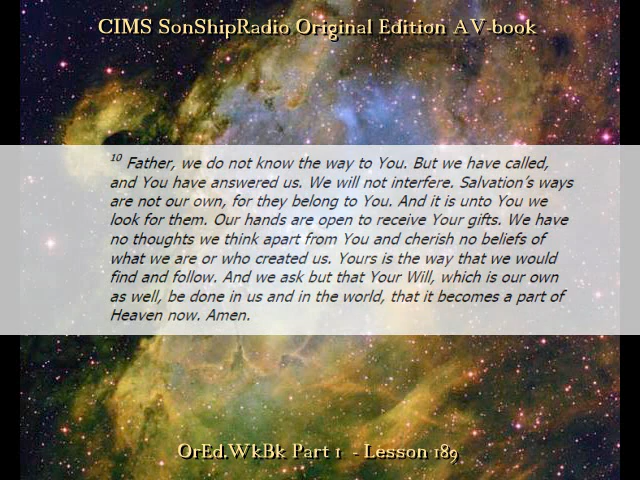 CIMS SonShipRadio Original Edition AV-book
10 Father, we do not know the way to You. But we have called,
and You have answered us. We will not interfere. Salvation's ways
are not our own, for they belong to You. And it is unto You we
look for them. Our hands are open to receive Your gifts. We have
no thoughts we think apart from You and cherish no beliefs of
what we are or who created us. Yours is the way that we would
find and follow. And we ask but that Your Will, which is our own
as well, be done in us and in the world, that it becomes a part of
Heaven now. Amen.
OrEd.WkBk Part 1 - Lesson 189